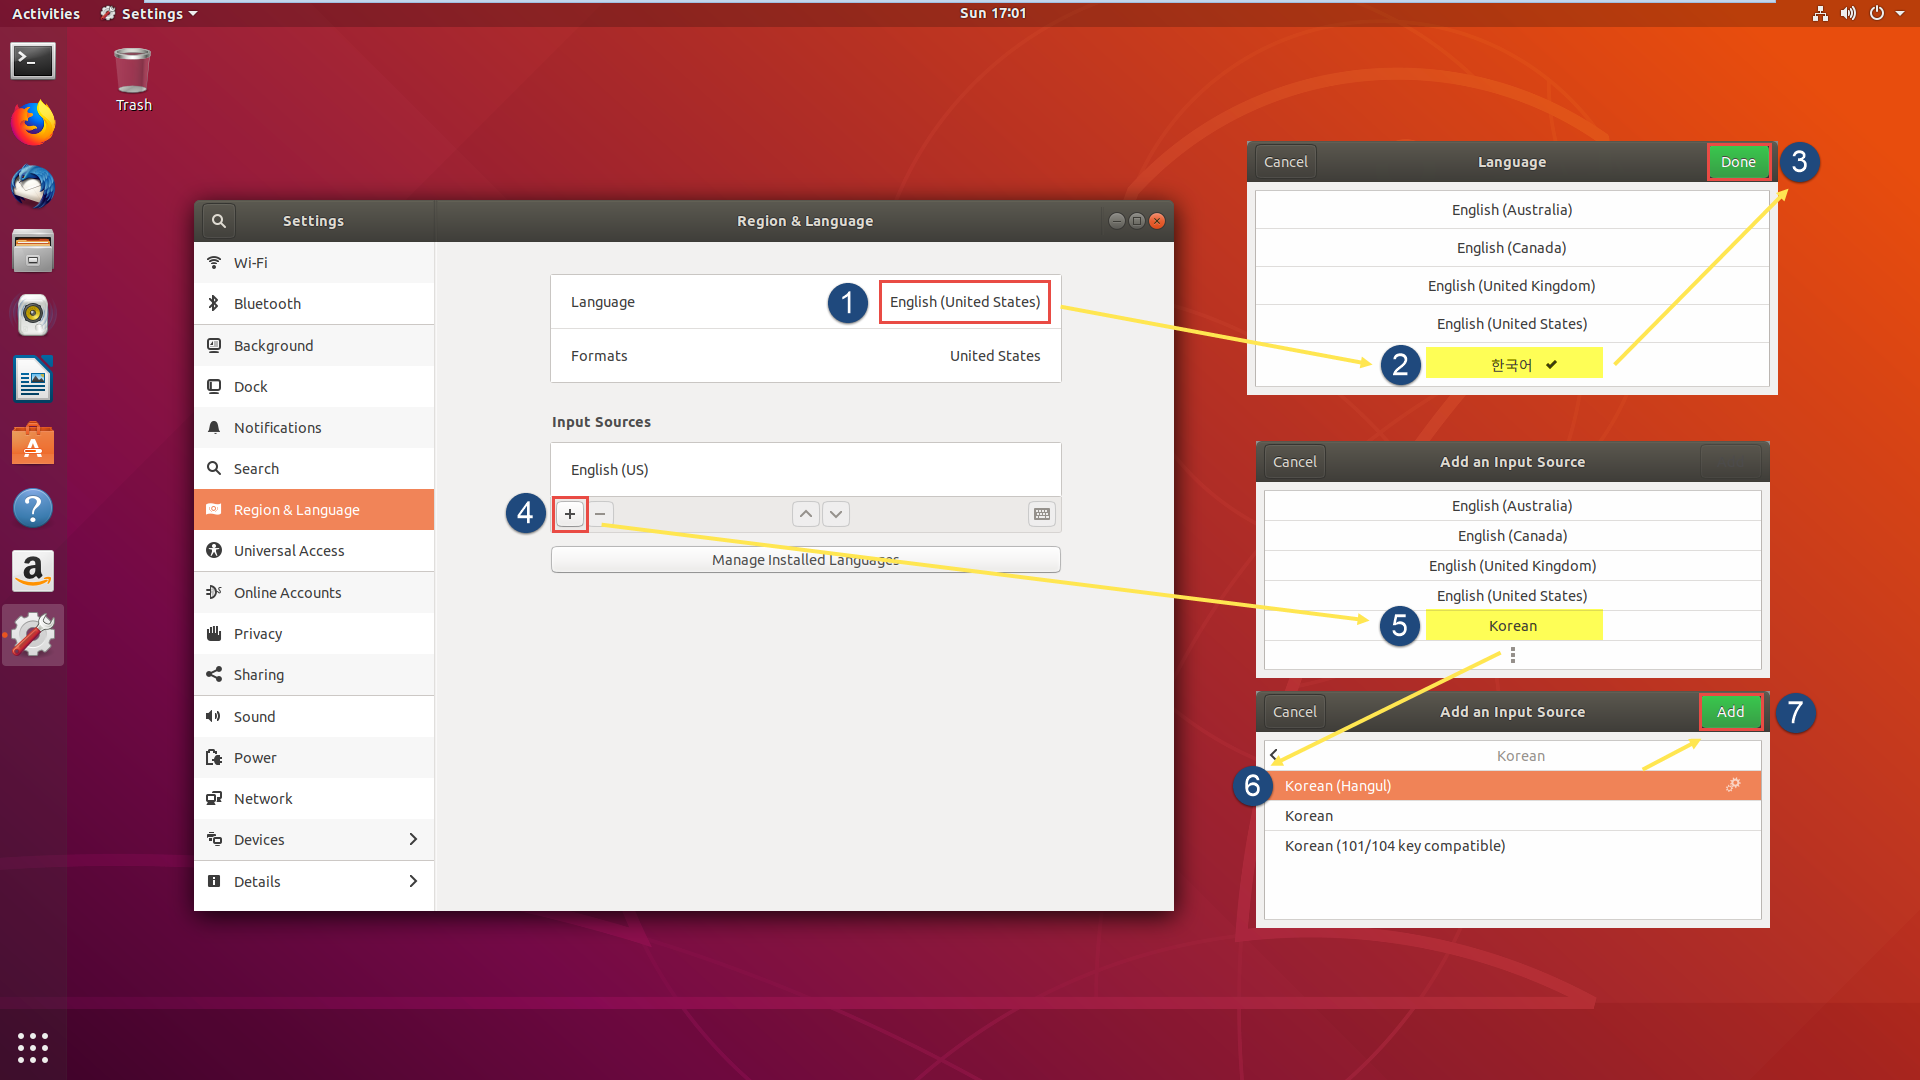 Activities
Settings
Sun 17:01
Trash
Settings
Region & Language
Wi-Fi
Bluetooth
Background
Dock
Notifications
Search
Region & Language
Universal Access
Online Accounts
Privacy
Sharing
Sound
Power
Network
Devices
Details
Language
1
English (United States)
Formats
United States
Input Sources
English (US)
4
+
−
Manage Installed Languages
Cancel
Language
Done
3
English (Australia)
English (Canada)
English (United Kingdom)
English (United States)
2
한국어 ✔
Cancel
Add an Input Source
English (Australia)
English (Canada)
English (United Kingdom)
English (United States)
5
Korean
Cancel
Add an Input Source
Add
7
Korean
6
Korean (Hangul)
Korean
Korean (101/104 key compatible)